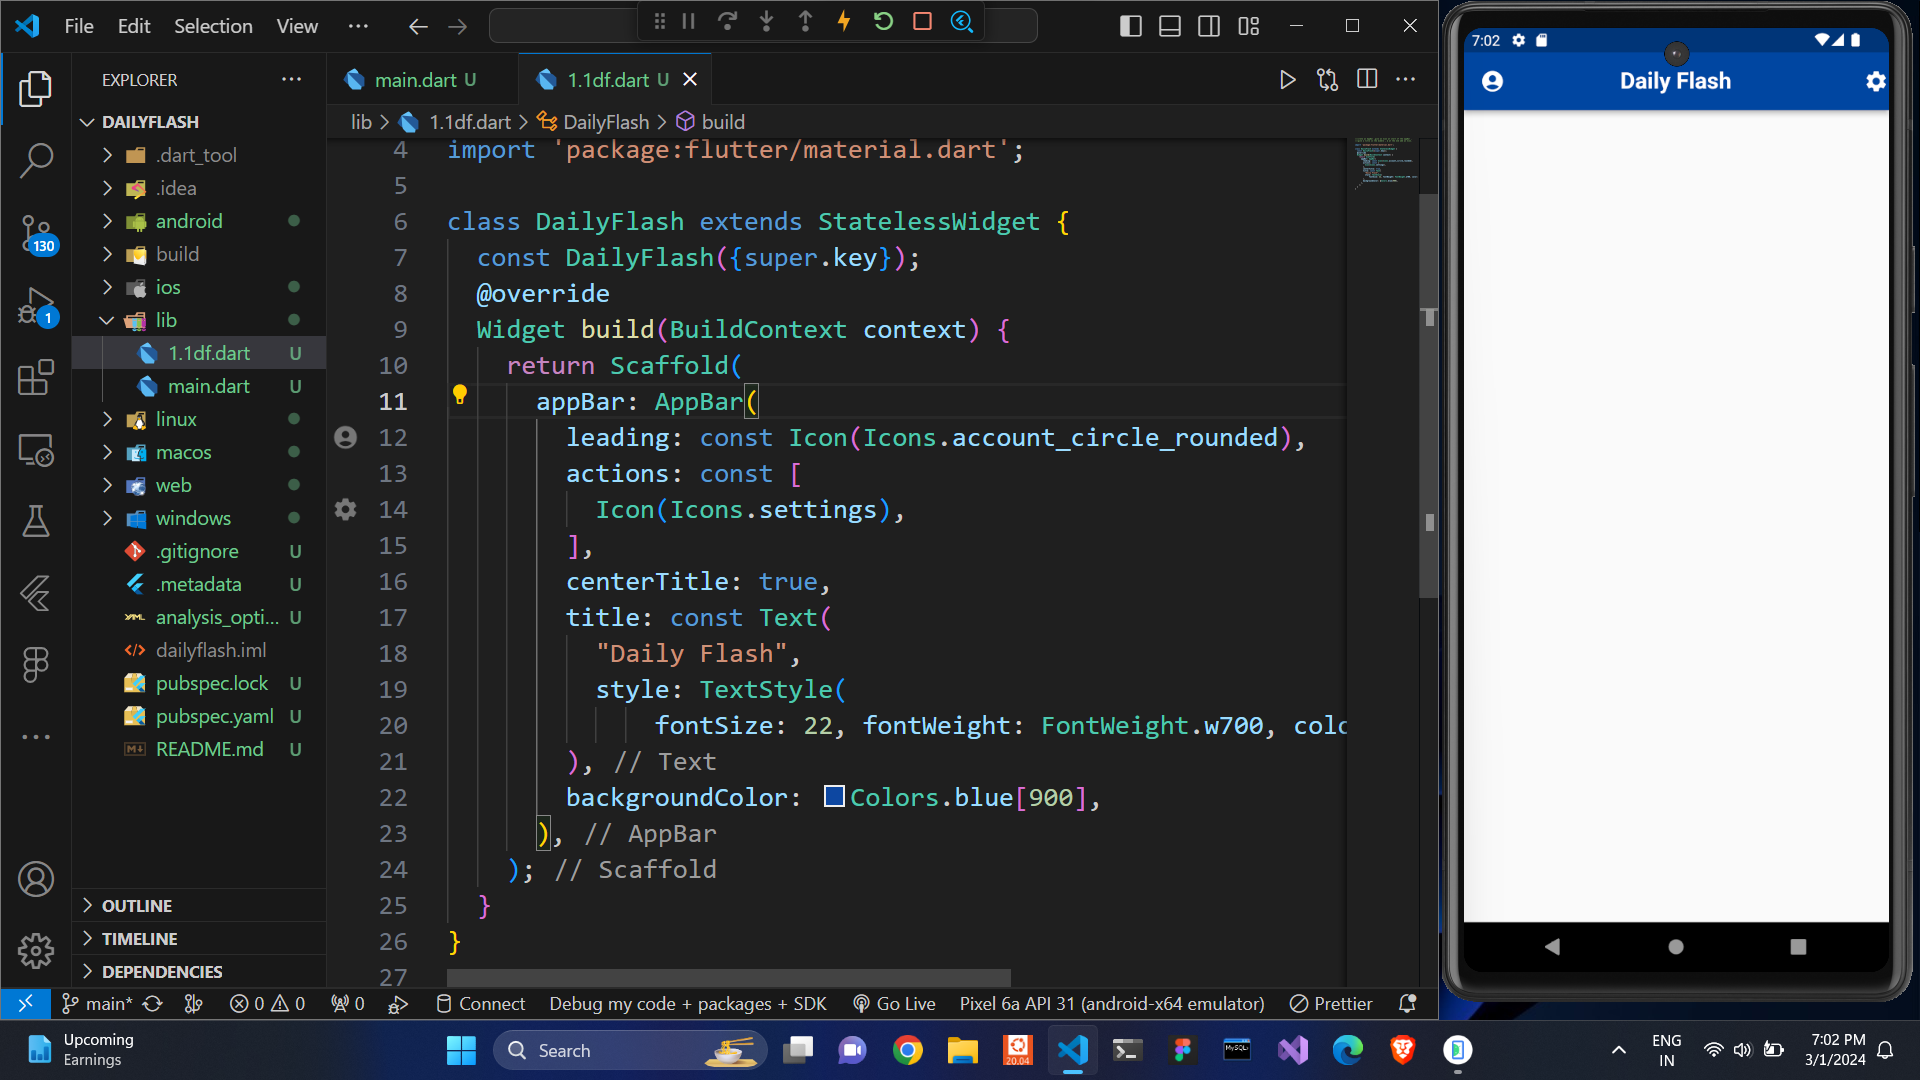 File Edit Selection View ···
EXPLORER ···
DAILYFLASH
.dart_tool
.idea
android
build
ios
lib
1.1df.dart U
main.dart U
linux
macos
web
windows
.gitignore U
.metadata U
analysis_opti... U
dailyflash.iml
pubspec.lock U
pubspec.yaml U
README.md U
OUTLINE
TIMELINE
DEPENDENCIES
130
1
main.dart U
1.1df.dart U
lib > 1.1df.dart > DailyFlash > build
4 import 'package:flutter/material.dart';
5
6 class DailyFlash extends StatelessWidget {
7 const DailyFlash({super.key});
8 @override
9 Widget build(BuildContext context) {
10 return Scaffold(
11 appBar: AppBar(
12 leading: const Icon(Icons.account_circle_rounded),
13 actions: const [
14 Icon(Icons.settings),
15 ],
16 centerTitle: true,
17 title: const Text(
18 "Daily Flash",
19 style: TextStyle(
20 fontSize: 22, fontWeight: FontWeight.w700, colo
21 ), // Text
22 backgroundColor: Colors.blue[900],
23 ), // AppBar
24 ); // Scaffold
25 }
26 }
27
main* 0 0 0 Connect Debug my code + packages + SDK Go Live Pixel 6a API 31 (android-x64 emulator) Prettier
7:02
Daily Flash
Upcoming
Earnings
Search
20.04
MySQL
ENG
IN
7:02 PM
3/1/2024